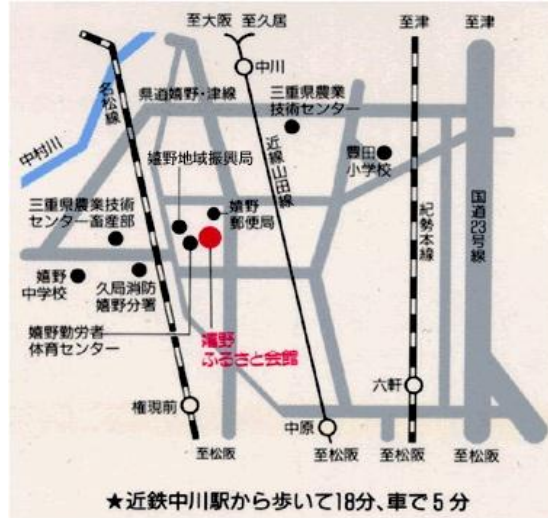 至大阪 至久居
至津
至津
中川
名松線
県道嬉野・津線
三重県農業
技術センター
中村川
近線山田線
嬉野地域振興局
豊田
小学校
三重県農業技術
センター畜産部
嬉野
郵便局
紀勢本線
国道23号線
嬉野
中学校
久局消防
嬉野分署
嬉野勤労者
体育センター
嬉野
ふるさと会館
六軒
権現前
中原
至松阪
至松阪
至松阪
至松阪
★近鉄中川駅から歩いて18分、車で5分